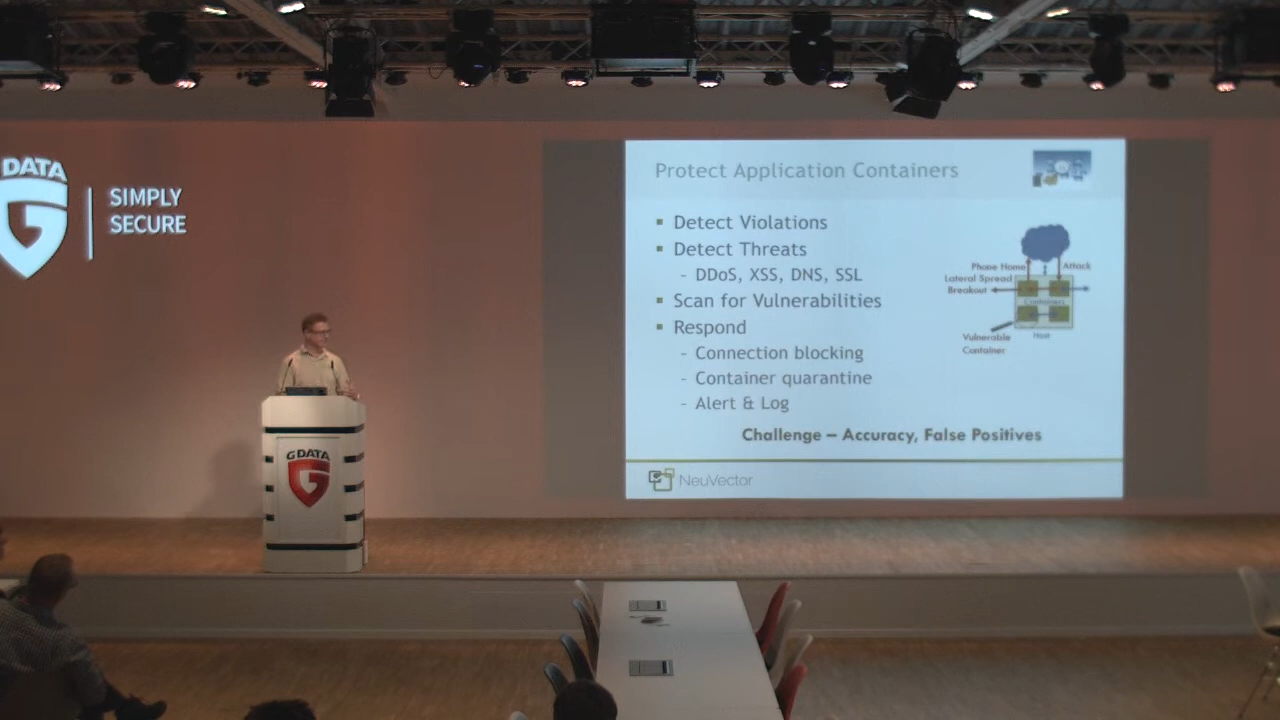 DATA
SIMPLY
SECURE
G DATA
Protect Application Containers
▪ Detect Violations
▪ Detect Threats
- DDoS, XSS, DNS, SSL
▪ Scan for Vulnerabilities
▪ Respond
- Connection blocking
- Container quarantine
- Alert & Log
Phone Home
Attack
Lateral Spread
Breakout
Containers
Vulnerable
Container
Host
Challenge – Accuracy, False Positives
NeuVector